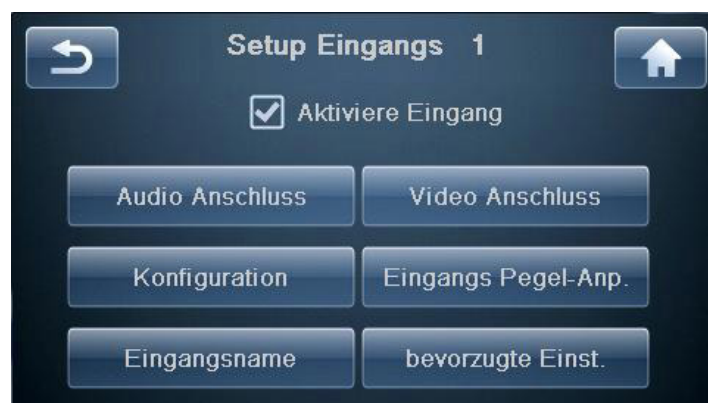 Setup Eingangs 1
Aktiviere Eingang
Audio Anschluss Video Anschluss
Konfiguration Eingangs Pegel-Anp.
Eingangsname bevorzugte Einst.